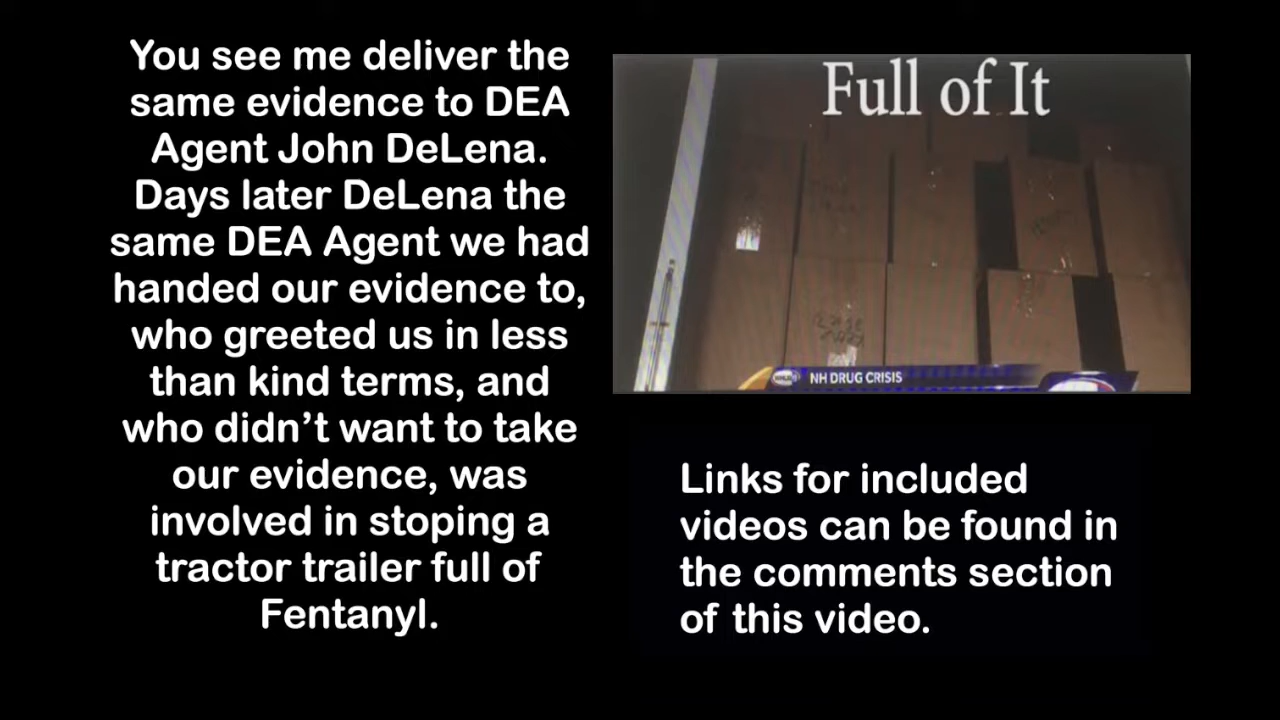 You see me deliver the
same evidence to DEA
Agent John DeLena.
Days later DeLena the
same DEA Agent we had
handed our evidence to,
who greeted us in less
than kind terms, and
who didn’t want to take
our evidence, was
involved in stoping a
tractor trailer full of
Fentanyl.
Full of It
NH DRUG CRISIS
Links for included
videos can be found in
the comments section
of this video.